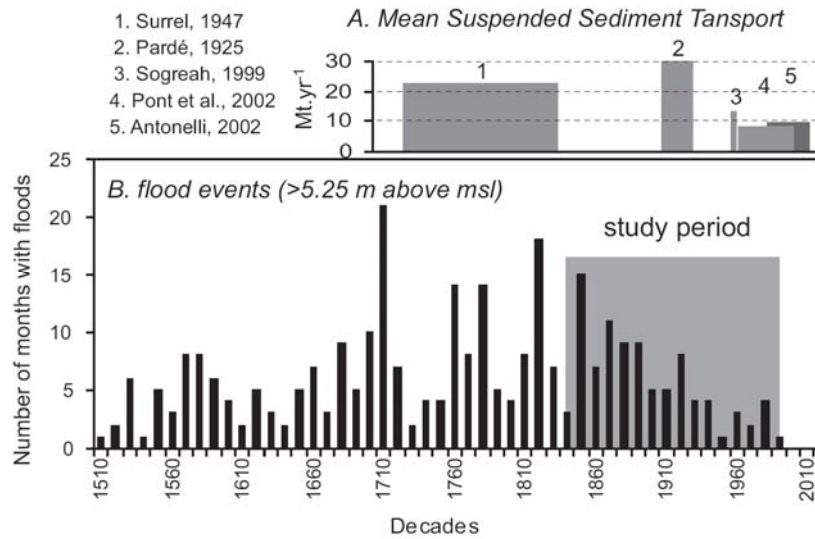 1. Surrel, 1947
2. Pardé, 1925
3. Sogreah, 1999
4. Pont et al., 2002
5. Antonelli, 2002
A. Mean Suspended Sediment Tansport
Mt.yr⁻¹
30
20
10
0
1
2
3
4
5
B. flood events (>5.25 m above msl)
study period
Number of months with floods
25
20
15
10
5
0
1510
1560
1610
1660
1710
1760
1810
1860
1910
1960
2010
Decades